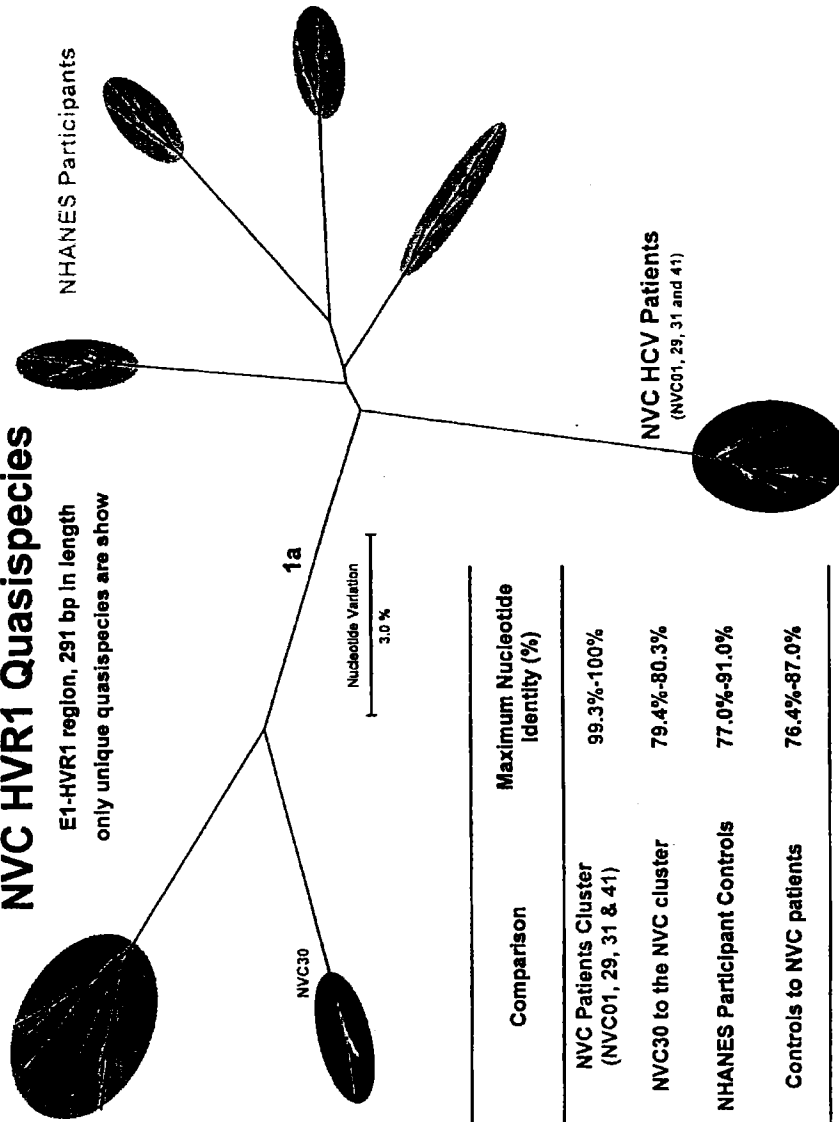 NVC HVR1 Quasispecies
E1-HVR1 region, 291 bp in length
only unique quasispecies are show
NHANES Participants
1a
Nucleotide Variation
3.0 %
NVC30
NVC HCV Patients
(NVC01, 29, 31 and 41)
Comparison
Maximum Nucleotide
Identity (%)
NVC Patients Cluster
(NVC01, 29, 31 & 41)
99.3%-100%
NVC30 to the NVC cluster
79.4%-80.3%
NHANES Participant Controls
77.0%-91.0%
Controls to NVC patients
76.4%-87.0%